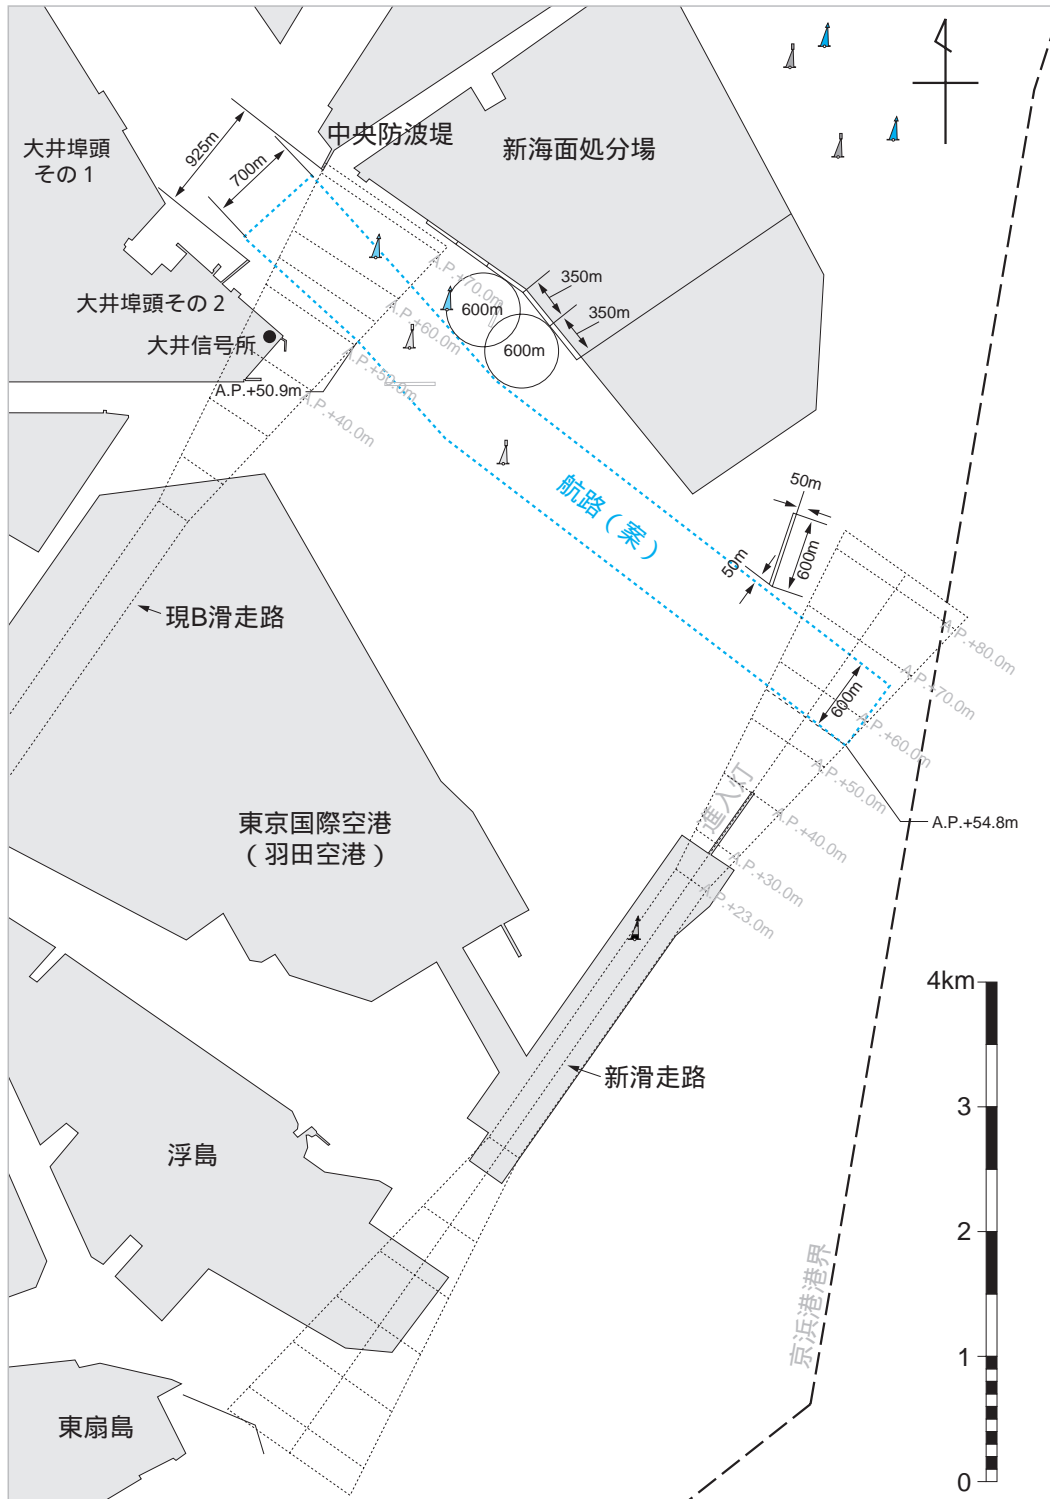 大井埠頭
その1
925m
700m
中央防波堤
新海面処分場
350m
350m
A.P.+70.0m
600m
600m
A.P.+60.0m
A.P.+50.0m
A.P.+40.0m
大井埠頭その2
大井信号所
A.P.+50.9m
航路（案）
50m
50m
600m
現B滑走路
A.P.+80.0m
A.P.+70.0m
A.P.+60.0m
A.P.+50.0m
600m
A.P.+54.8m
進入灯
A.P.+40.0m
A.P.+30.0m
A.P.+23.0m
東京国際空港
（羽田空港）
新滑走路
浮島
東扇島
京浜港港界
4km
3
2
1
0